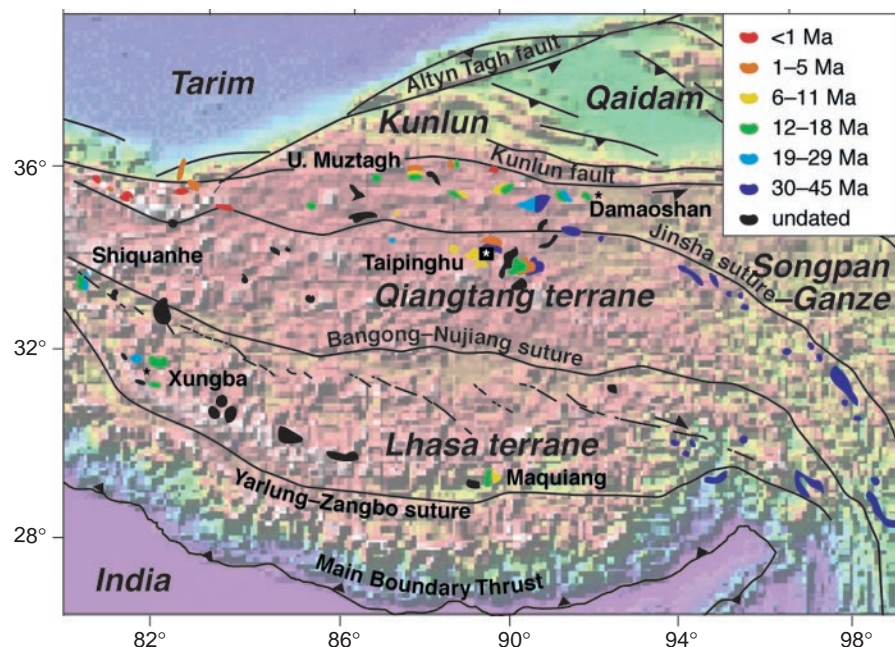 <1 Ma
1–5 Ma
6–11 Ma
12–18 Ma
19–29 Ma
30–45 Ma
undated
Altyn Tagh fault
Tarim
Qaidam
Kunlun
36°
U. Muztagh
Kunlun fault
Damaoshan
Jinsha suture
Shiquanhe
Taipinghu
Songpan
–Ganze
Qiangtang terrane
32°
Bangong–Nujiang suture
Xungba
Lhasa terrane
Maquiang
Yarlung–Zangbo suture
28°
Main Boundary Thrust
India
82°
86°
90°
94°
98°